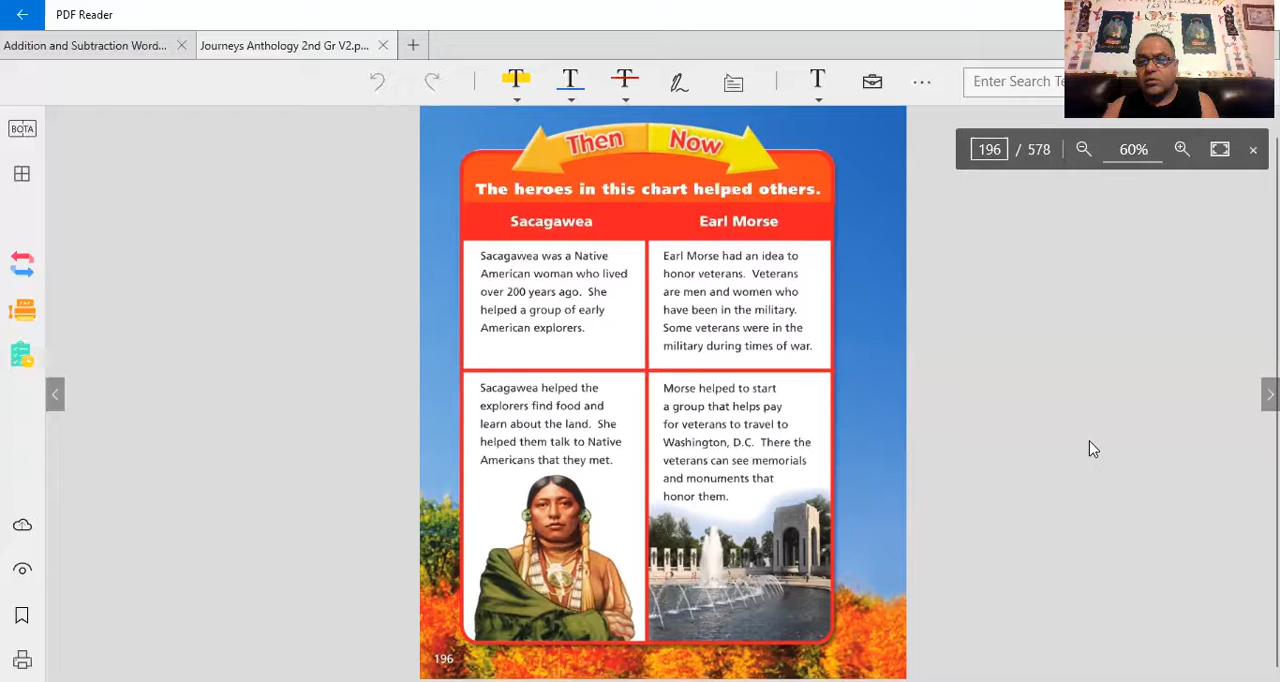 PDF Reader
Addition and Subtraction Word...
Journeys Anthology 2nd Gr V2.p...
T T T T
Enter Search Te
BOTA
196 / 578 60%
Then Now
The heroes in this chart helped others.
Sacagawea
Sacagawea was a Native
American woman who lived
over 200 years ago. She
helped a group of early
American explorers.
Sacagawea helped the
explorers find food and
learn about the land. She
helped them talk to Native
Americans that they met.
Earl Morse
Earl Morse had an idea to
honor veterans. Veterans
are men and women who
have been in the military.
Some veterans were in the
military during times of war.
Morse helped to start
a group that helps pay
for veterans to travel to
Washington, D.C. There the
veterans can see memorials
and monuments that
honor them.
196